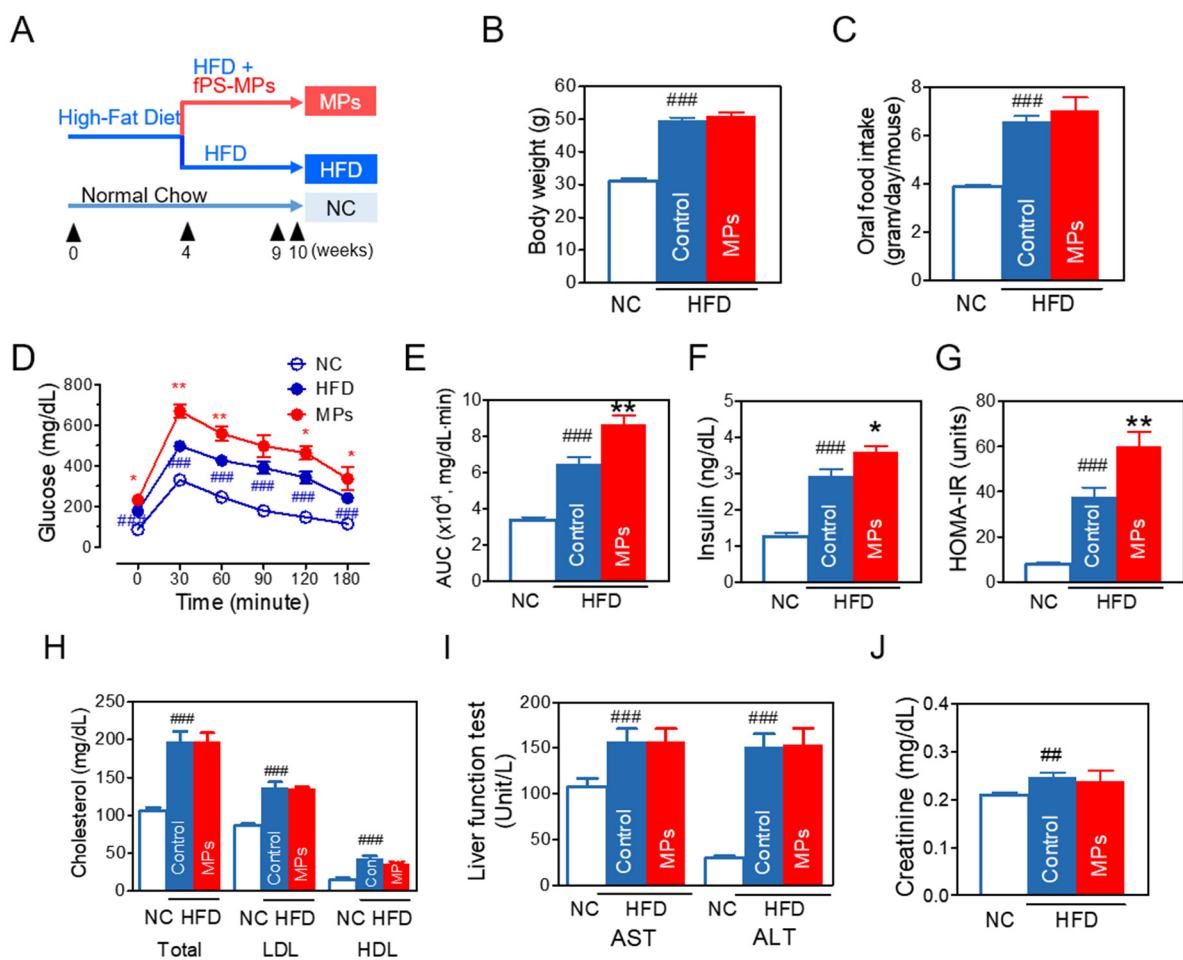 A
HFD +
fPS-MPs
MPs
High-Fat Diet
HFD
HFD
Normal Chow
NC
0
4
9
10
(weeks)
B
Body weight (g)
60
50
40
30
20
10
0
###
Control
MPs
NC
HFD
C
Oral food intake
(gram/day/mouse)
8
6
4
2
0
###
Control
MPs
NC
HFD
D
Glucose (mg/dL)
800
600
400
200
0
NC
HFD
MPs
*
**
**
*
*
###
###
###
###
###
###
0
30
60
90
120
180
Time (minute)
E
AUC (x10⁴, mg/dL·min)
10
8
6
4
2
0
###
**
Control
MPs
NC
HFD
F
Insulin (ng/dL)
5
4
3
2
1
0
###
*
Control
MPs
NC
HFD
G
HOMA-IR (units)
80
60
40
20
0
###
**
Control
MPs
NC
HFD
H
Cholesterol (mg/dL)
250
200
150
100
50
0
###
###
###
Control
MPs
Control
MPs
Con
MP
NC HFD
NC HFD
NC HFD
Total
LDL
HDL
I
Liver function test
(Unit/L)
200
150
100
50
0
###
###
Control
MPs
Control
MPs
NC
HFD
NC
HFD
AST
ALT
J
Creatinine (mg/dL)
0.4
0.3
0.2
0.1
0.0
##
Control
MPs
NC
HFD